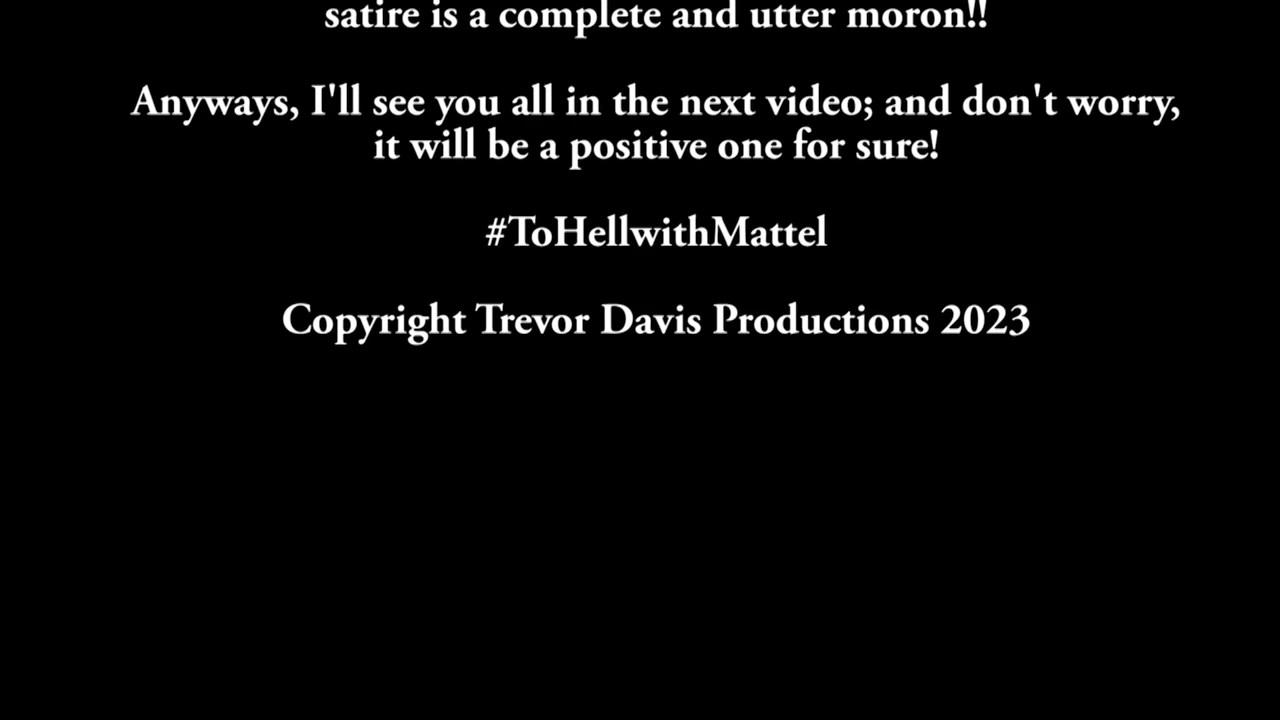 satire is a complete and utter moron!!
Anyways, I'll see you all in the next video; and don't worry,
it will be a positive one for sure!
#ToHellwithMattel
Copyright Trevor Davis Productions 2023